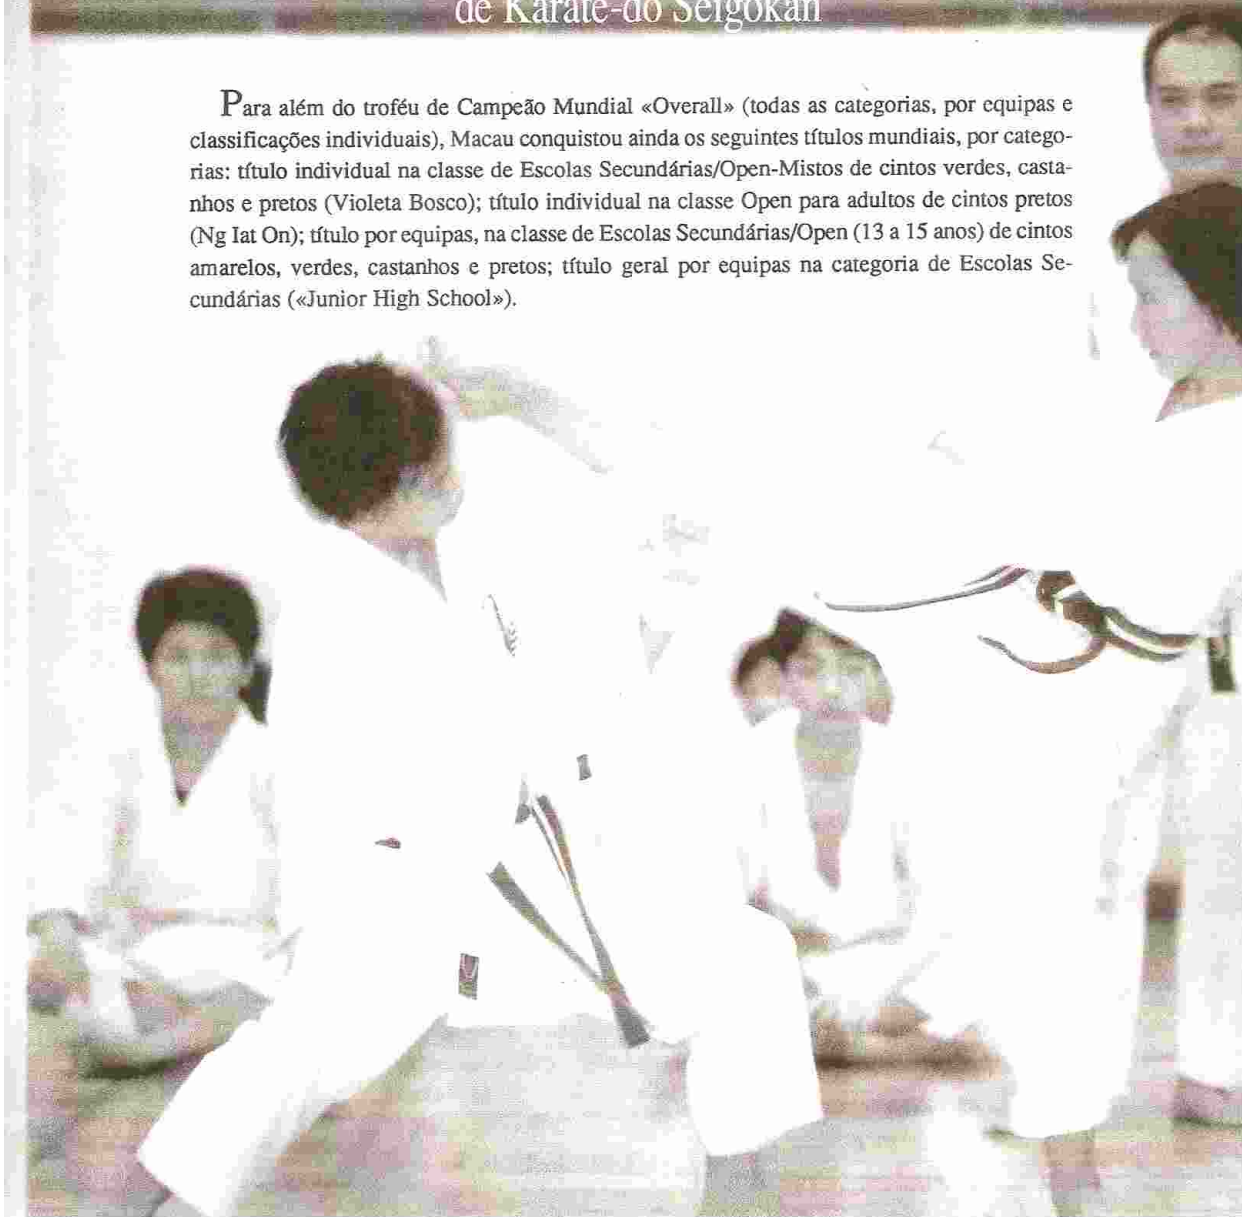 de Karate-do Seigokan
Para além do troféu de Campeão Mundial «Overall» (todas as categorias, por equipas e
classificações individuais), Macau conquistou ainda os seguintes títulos mundiais, por catego-
rias: título individual na classe de Escolas Secundárias/Open-Mistos de cintos verdes, casta-
nhos e pretos (Violeta Bosco); título individual na classe Open para adultos de cintos pretos
(Ng Iat On); título por equipas, na classe de Escolas Secundárias/Open (13 a 15 anos) de cintos
amarelos, verdes, castanhos e pretos; título geral por equipas na categoria de Escolas Se-
cundárias («Junior High School»).